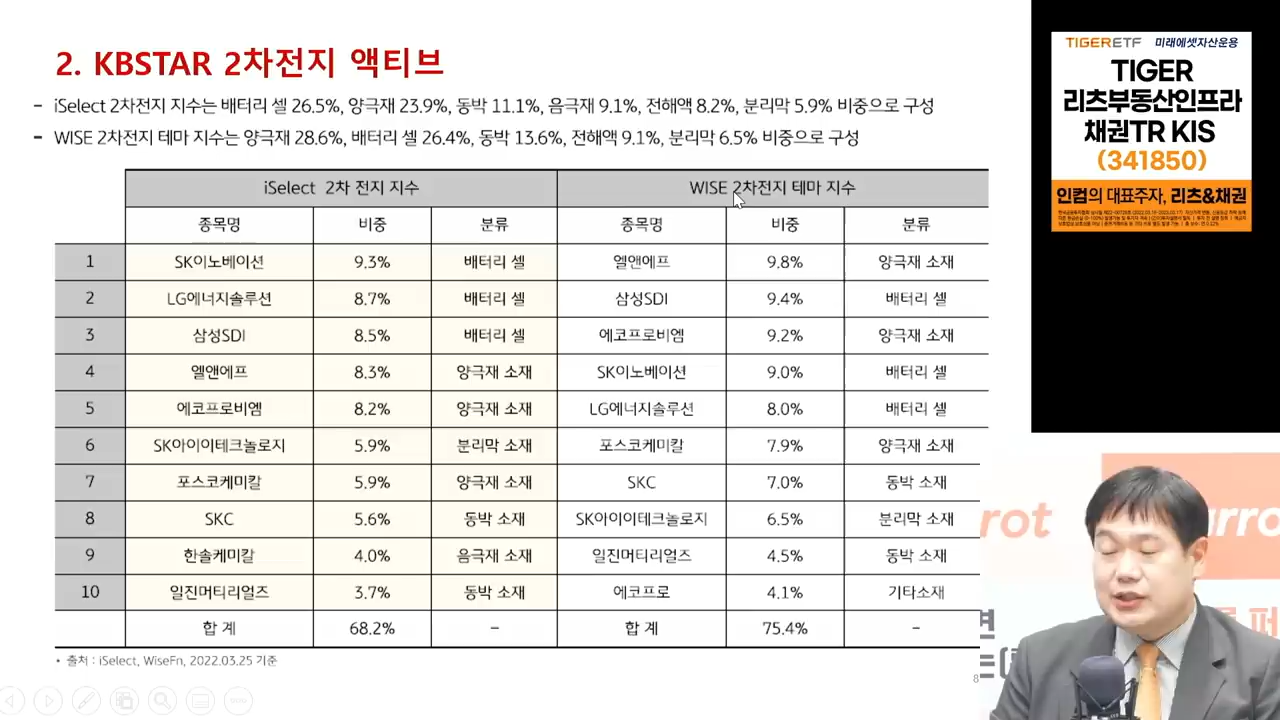 2. KBSTAR 2차전지 액티브
- iSelect 2차전지 지수는 배터리 셀 26.5%, 양극재 23.9%, 동박 11.1%, 음극재 9.1%, 전해액 8.2%, 분리막 5.9% 비중으로 구성
- WISE 2차전지 테마 지수는 양극재 28.6%, 배터리 셀 26.4%, 동박 13.6%, 전해액 9.1%, 분리막 6.5% 비중으로 구성
iSelect 2차 전지 지수 WISE 2차전지 테마 지수
종목명 비중 분류 종목명 비중 분류
1 SK이노베이션 9.3% 배터리 셀 엘앤에프 9.8% 양극재 소재
2 LG에너지솔루션 8.7% 배터리 셀 삼성SDI 9.4% 배터리 셀
3 삼성SDI 8.5% 배터리 셀 에코프로비엠 9.2% 양극재 소재
4 엘앤에프 8.3% 양극재 소재 SK이노베이션 9.0% 배터리 셀
5 에코프로비엠 8.2% 양극재 소재 LG에너지솔루션 8.0% 배터리 셀
6 SK아이이테크놀로지 5.9% 분리막 소재 포스코케미칼 7.9% 양극재 소재
7 포스코케미칼 5.9% 양극재 소재 SKC 7.0% 동박 소재
8 SKC 5.6% 동박 소재 SK아이이테크놀로지 6.5% 분리막 소재
9 한솔케미칼 4.0% 음극재 소재 일진머티리얼즈 4.5% 동박 소재
10 일진머티리얼즈 3.7% 동박 소재 에코프로 4.1% 기타소재
합 계 68.2% - 합 계 75.4% -
• 출처 : iSelect, WiseFn, 2022.03.25 기준
8
TIGERETF 미래에셋자산운용
TIGER
리츠부동산인프라
채권TR KIS
(341850)
인컴의 대표주자, 리츠&채권
rot
arro
면
퍼